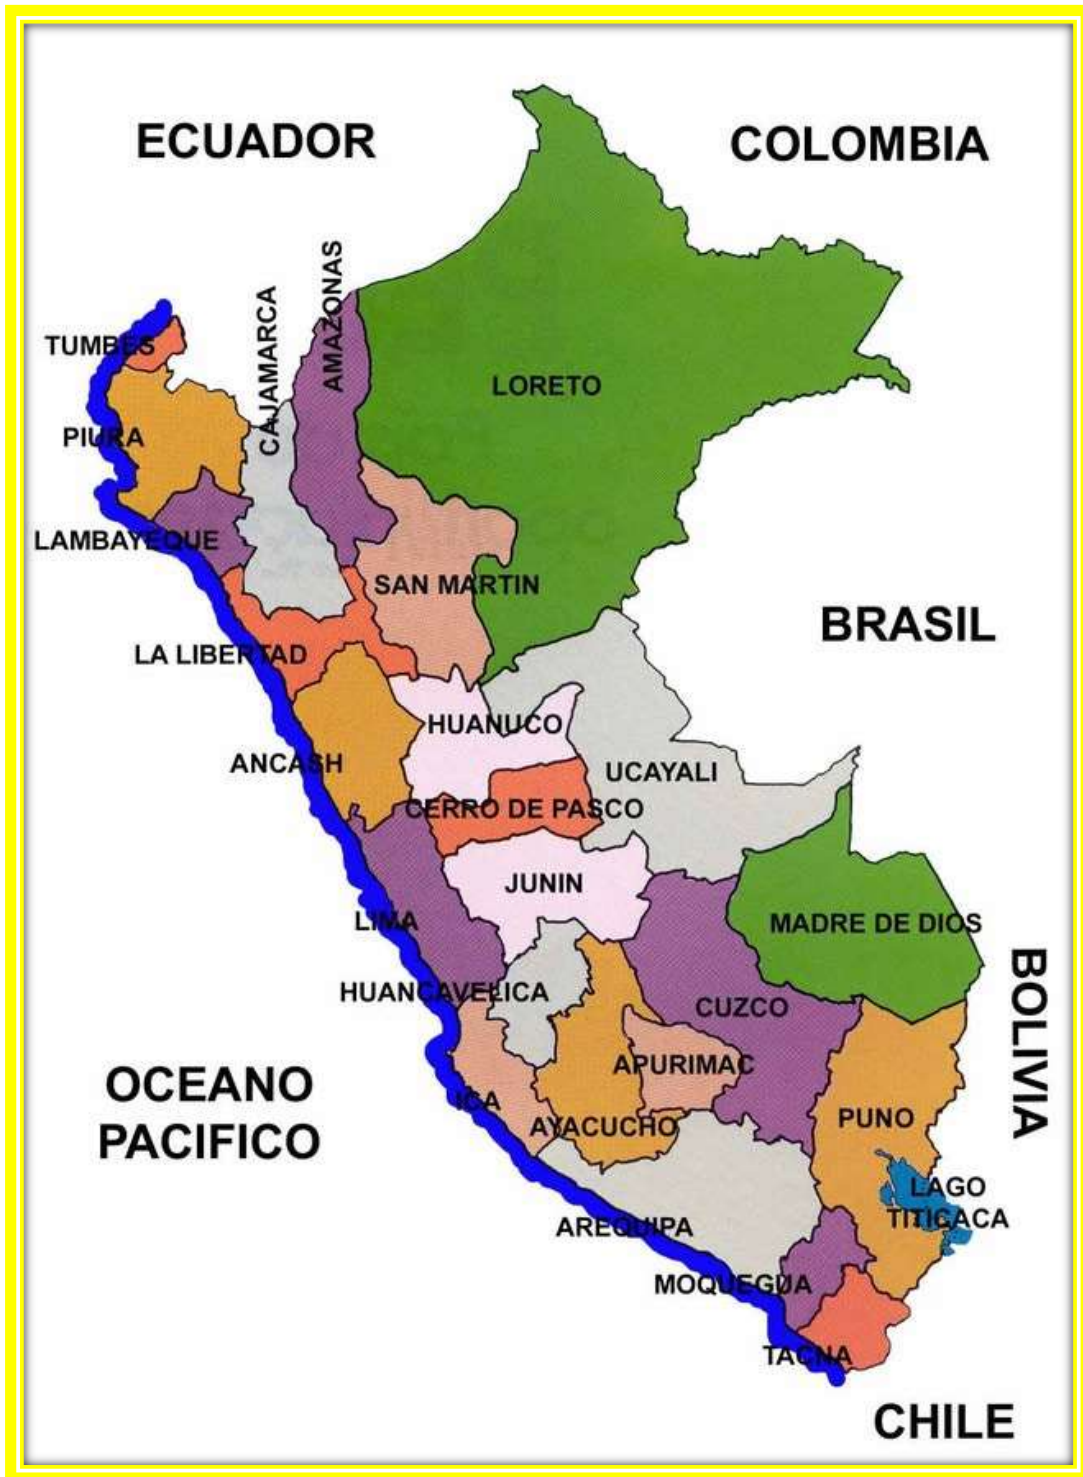 ECUADOR
COLOMBIA
AMAZONAS
CAJAMARCA
TUMBES
LORETO
PIURA
LAMBAYEQUE
SAN MARTIN
BRASIL
LA LIBERTAD
HUANUCO
ANCASH
UCAYALI
CERRO DE PASCO
JUNIN
LIMA
MADRE DE DIOS
HUANCAVELICA
CUZCO
BOLIVIA
APURIMAC
OCEANO
PACIFICO
ICA
AYACUCHO
PUNO
LAGO
TITICACA
AREQUIPA
MOQUEGUA
TACNA
CHILE